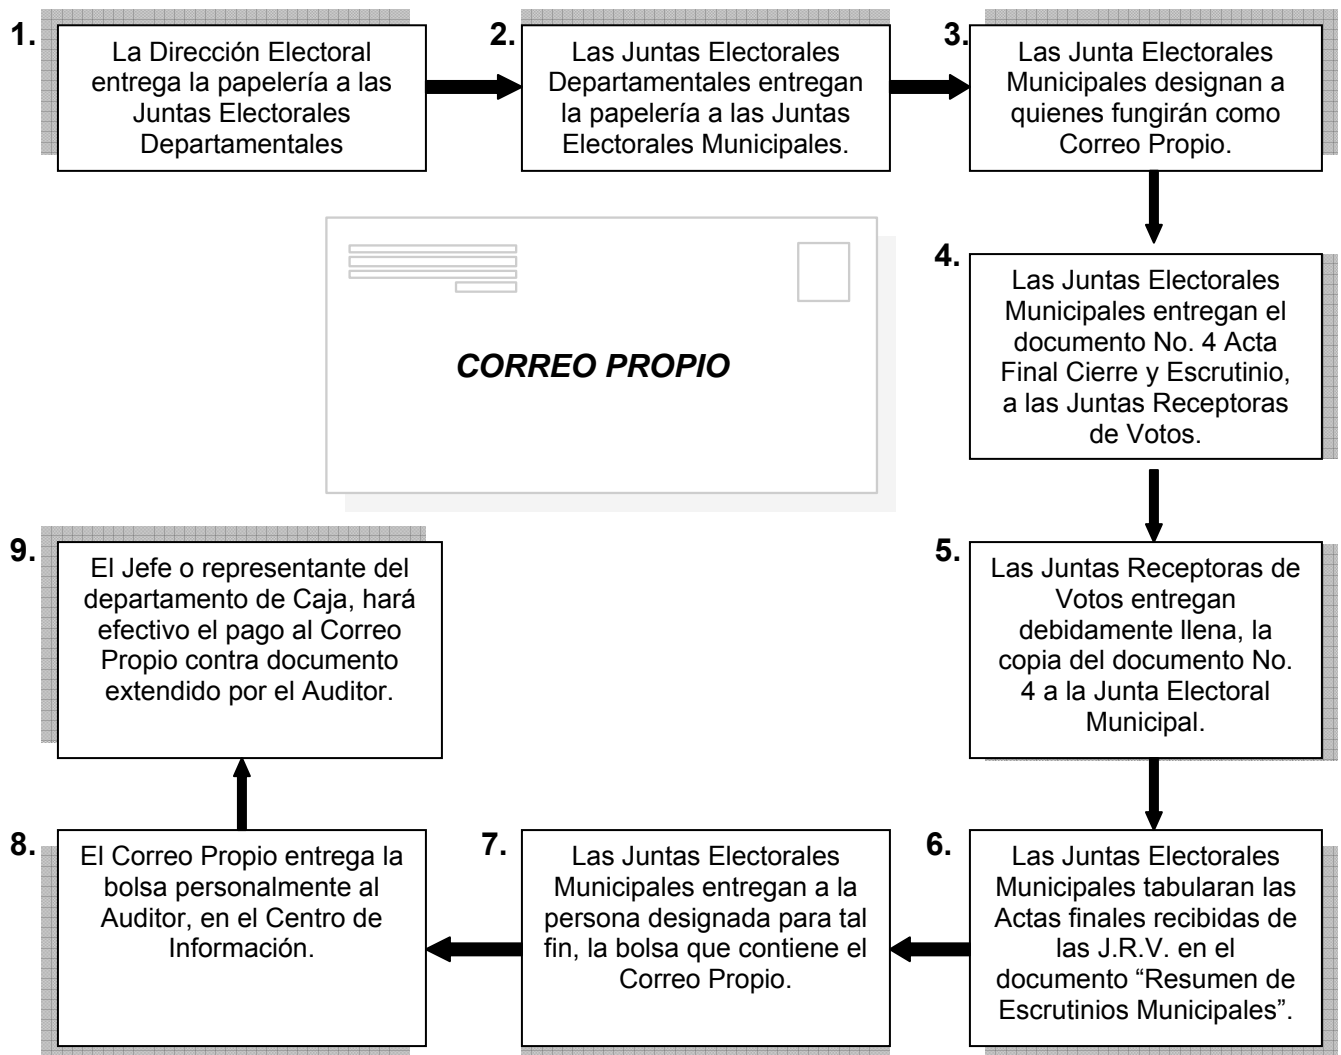 1.
La Dirección Electoral
entrega la papelería a las
Juntas Electorales
Departamentales
2.
Las Juntas Electorales
Departamentales entregan
la papelería a las Juntas
Electorales Municipales.
3.
Las Junta Electorales
Municipales designan a
quienes fungirán como
Correo Propio.
CORREO PROPIO
4.
Las Juntas Electorales
Municipales entregan el
documento No. 4 Acta
Final Cierre y Escrutinio,
a las Juntas Receptoras
de Votos.
5.
Las Juntas Receptoras de
Votos entregan
debidamente llena, la
copia del documento No.
4 a la Junta Electoral
Municipal.
6.
Las Juntas Electorales
Municipales tabularan las
Actas finales recibidas de
las J.R.V. en el
documento “Resumen de
Escrutinios Municipales”.
7.
Las Juntas Electorales
Municipales entregan a la
persona designada para tal
fin, la bolsa que contiene el
Correo Propio.
8.
El Correo Propio entrega la
bolsa personalmente al
Auditor, en el Centro de
Información.
9.
El Jefe o representante del
departamento de Caja, hará
efectivo el pago al Correo
Propio contra documento
extendido por el Auditor.